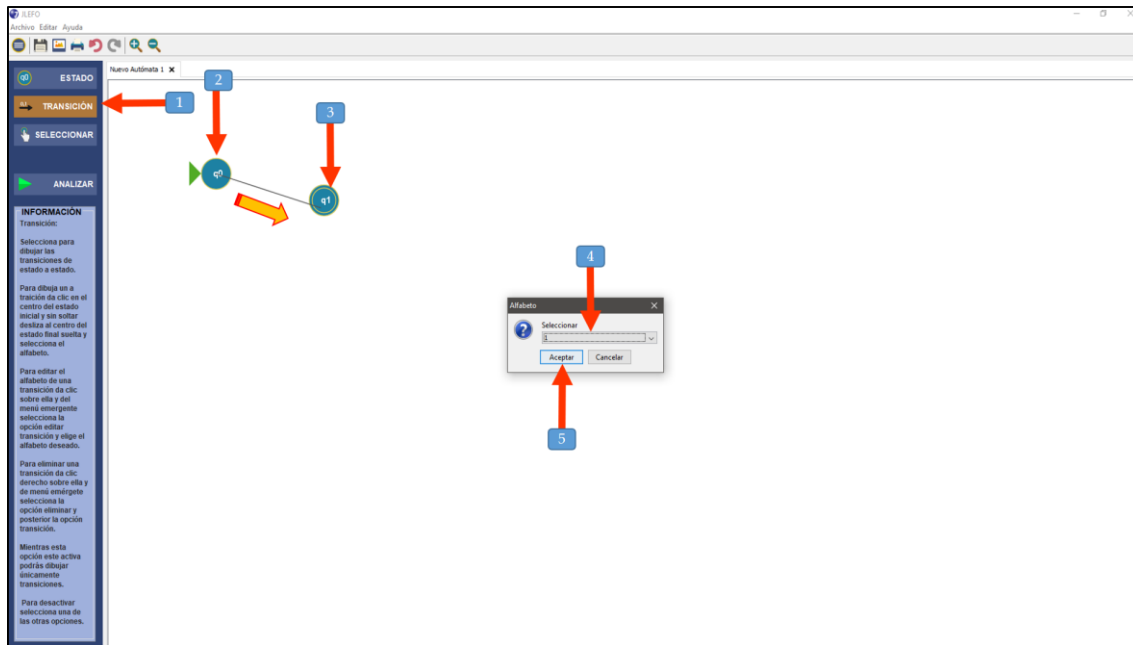 JLEFO
Archivo Editar Ayuda
Nuevo Autómata 1
q0 ESTADO
TRANSICIÓN
SELECCIONAR
ANALIZAR
INFORMACIÓN
Transición:
Selecciona para
dibujar las
transiciones de
estado a estado.
Para dibuja un a
traición da clic en el
centro del estado
inicial y sin soltar
desliza al centro del
estado final suelta y
selecciona el
alfabeto.
Para editar el
alfabeto de una
transición da clic
sobre ella y del
menú emergente
selecciona la
opción editar
transición y elige el
alfabeto deseado.
Para eliminar una
transición da clic
derecho sobre ella y
de menú emérgete
selecciona la
opción eliminar y
posterior la opción
transición.
Mientras esta
opción este activa
podrás dibujar
únicamente
transiciones.
Para desactivar
selecciona una de
las otras opciones.
1
2
3
q0
q1
4
Alfabeto
Seleccionar
Aceptar Cancelar
5